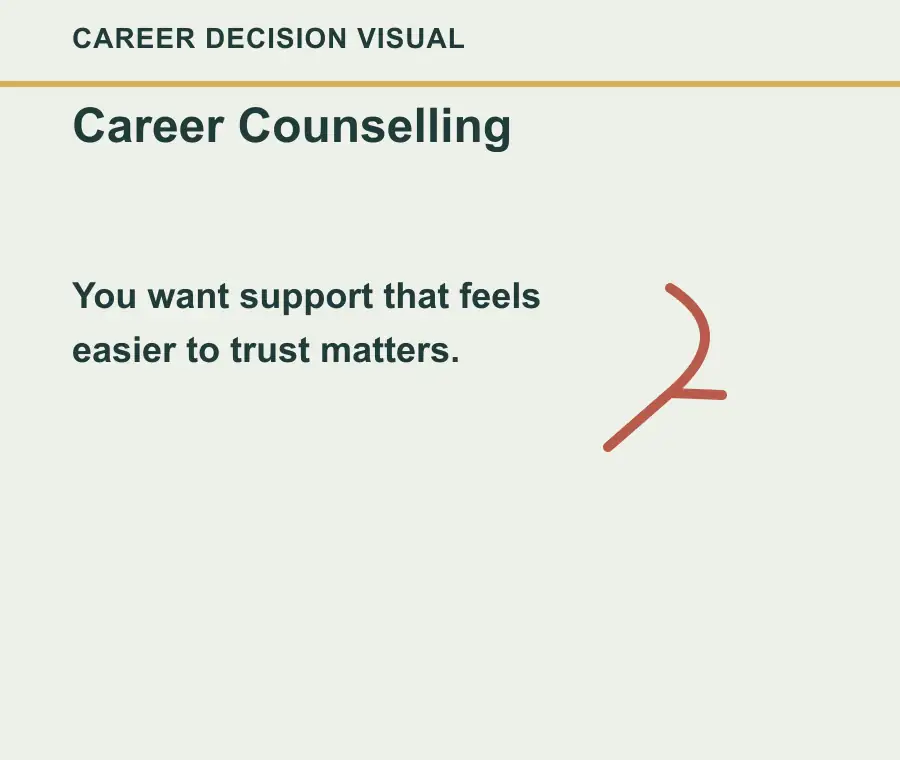 CAREER DECISION VISUAL
Career Counselling
You want support that feels
easier to trust matters.